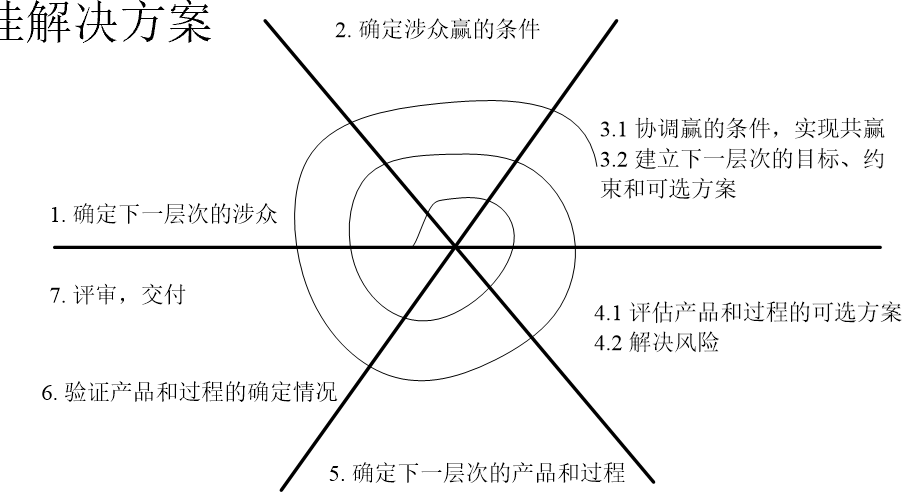 解决方案
2. 确定涉众赢的条件
3.1 协调赢的条件，实现共赢
3.2 建立下一层次的目标、约
束和可选方案
1. 确定下一层次的涉众
7. 评审，交付
4.1 评估产品和过程的可选方案
4.2 解决风险
6. 验证产品和过程的确定情况
5. 确定下一层次的产品和过程